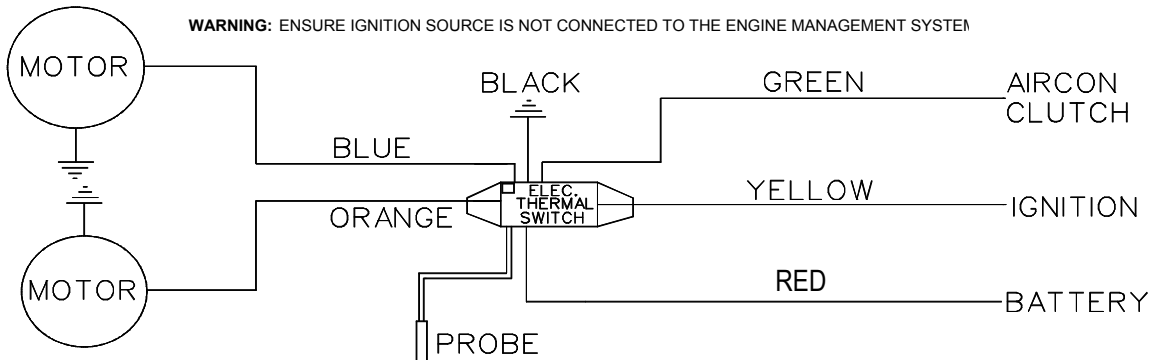 WARNING: ENSURE IGNITION SOURCE IS NOT CONNECTED TO THE ENGINE MANAGEMENT SYSTEM
MOTOR
BLACK
GREEN
AIRCON
CLUTCH
BLUE
ELEC.
THERMAL
SWITCH
YELLOW
IGNITION
ORANGE
MOTOR
RED
BATTERY
PROBE